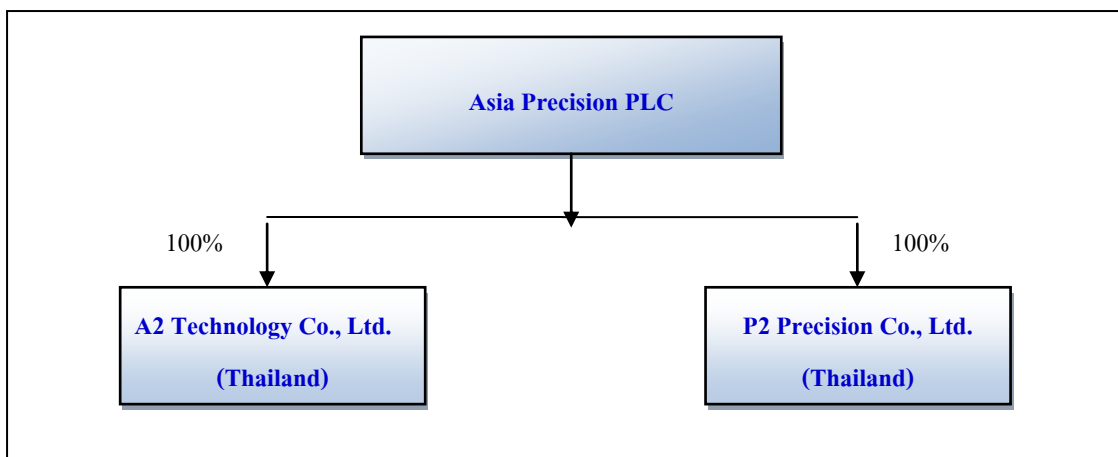 Asia Precision PLC
100%
100%
A2 Technology Co., Ltd.
(Thailand)
P2 Precision Co., Ltd.
(Thailand)